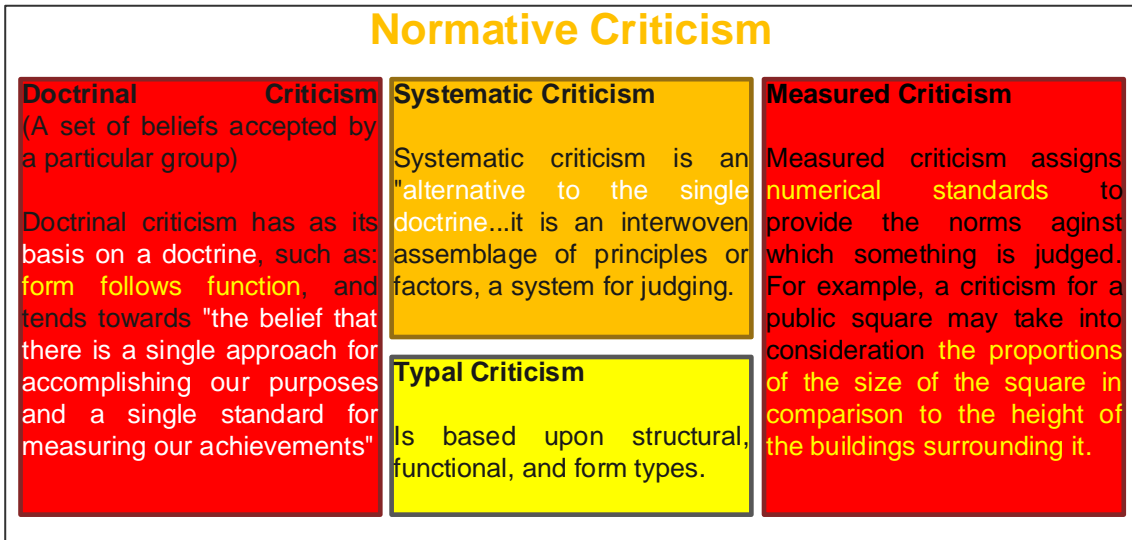 Normative Criticism
Doctrinal Criticism
(A set of beliefs accepted by
a particular group)
Doctrinal criticism has as its
basis on a doctrine, such as:
form follows function, and
tends towards "the belief that
there is a single approach for
accomplishing our purposes
and a single standard for
measuring our achievements"
Systematic Criticism
Systematic criticism is an
"alternative to the single
doctrine...it is an interwoven
assemblage of principles or
factors, a system for judging.
Typal Criticism
Is based upon structural,
functional, and form types.
Measured Criticism
Measured criticism assigns
numerical standards to
provide the norms aginst
which something is judged.
For example, a criticism for a
public square may take into
consideration the proportions
of the size of the square in
comparison to the height of
the buildings surrounding it.